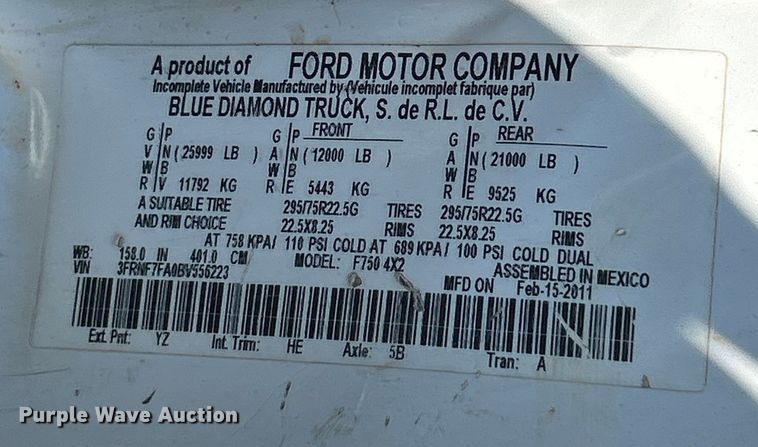 A product of FORD MOTOR COMPANY
Incomplete Vehicle Manufactured by (Vehicule incomplet fabrique par)
BLUE DIAMOND TRUCK, S. de R.L. de C.V.
G P FRONT G P REAR
V N ( 25999 LB ) A N ( 12000 LB ) A N ( 21000 LB )
W B W B W B
R V 11792 KG R E 5443 KG R E 9525 KG
A SUITABLE TIRE 295/75R22.5G TIRES 295/75R22.5G TIRES
AND RIM CHOICE 22.5X8.25 RIMS 22.5X8.25 RIMS
AT 758 KPA/ 110 PSI COLD AT 689 KPA/ 100 PSI COLD DUAL
WB: 158.0 IN 401.0 CM MODEL: F750 4X2 ASSEMBLED IN MEXICO
VIN 3FRNF7FA0BV556223 MFD ON Feb-15-2011
Ext. Pnt: YZ Int. Trim: HE Axle: 5B Tran: A
Purple Wave Auction